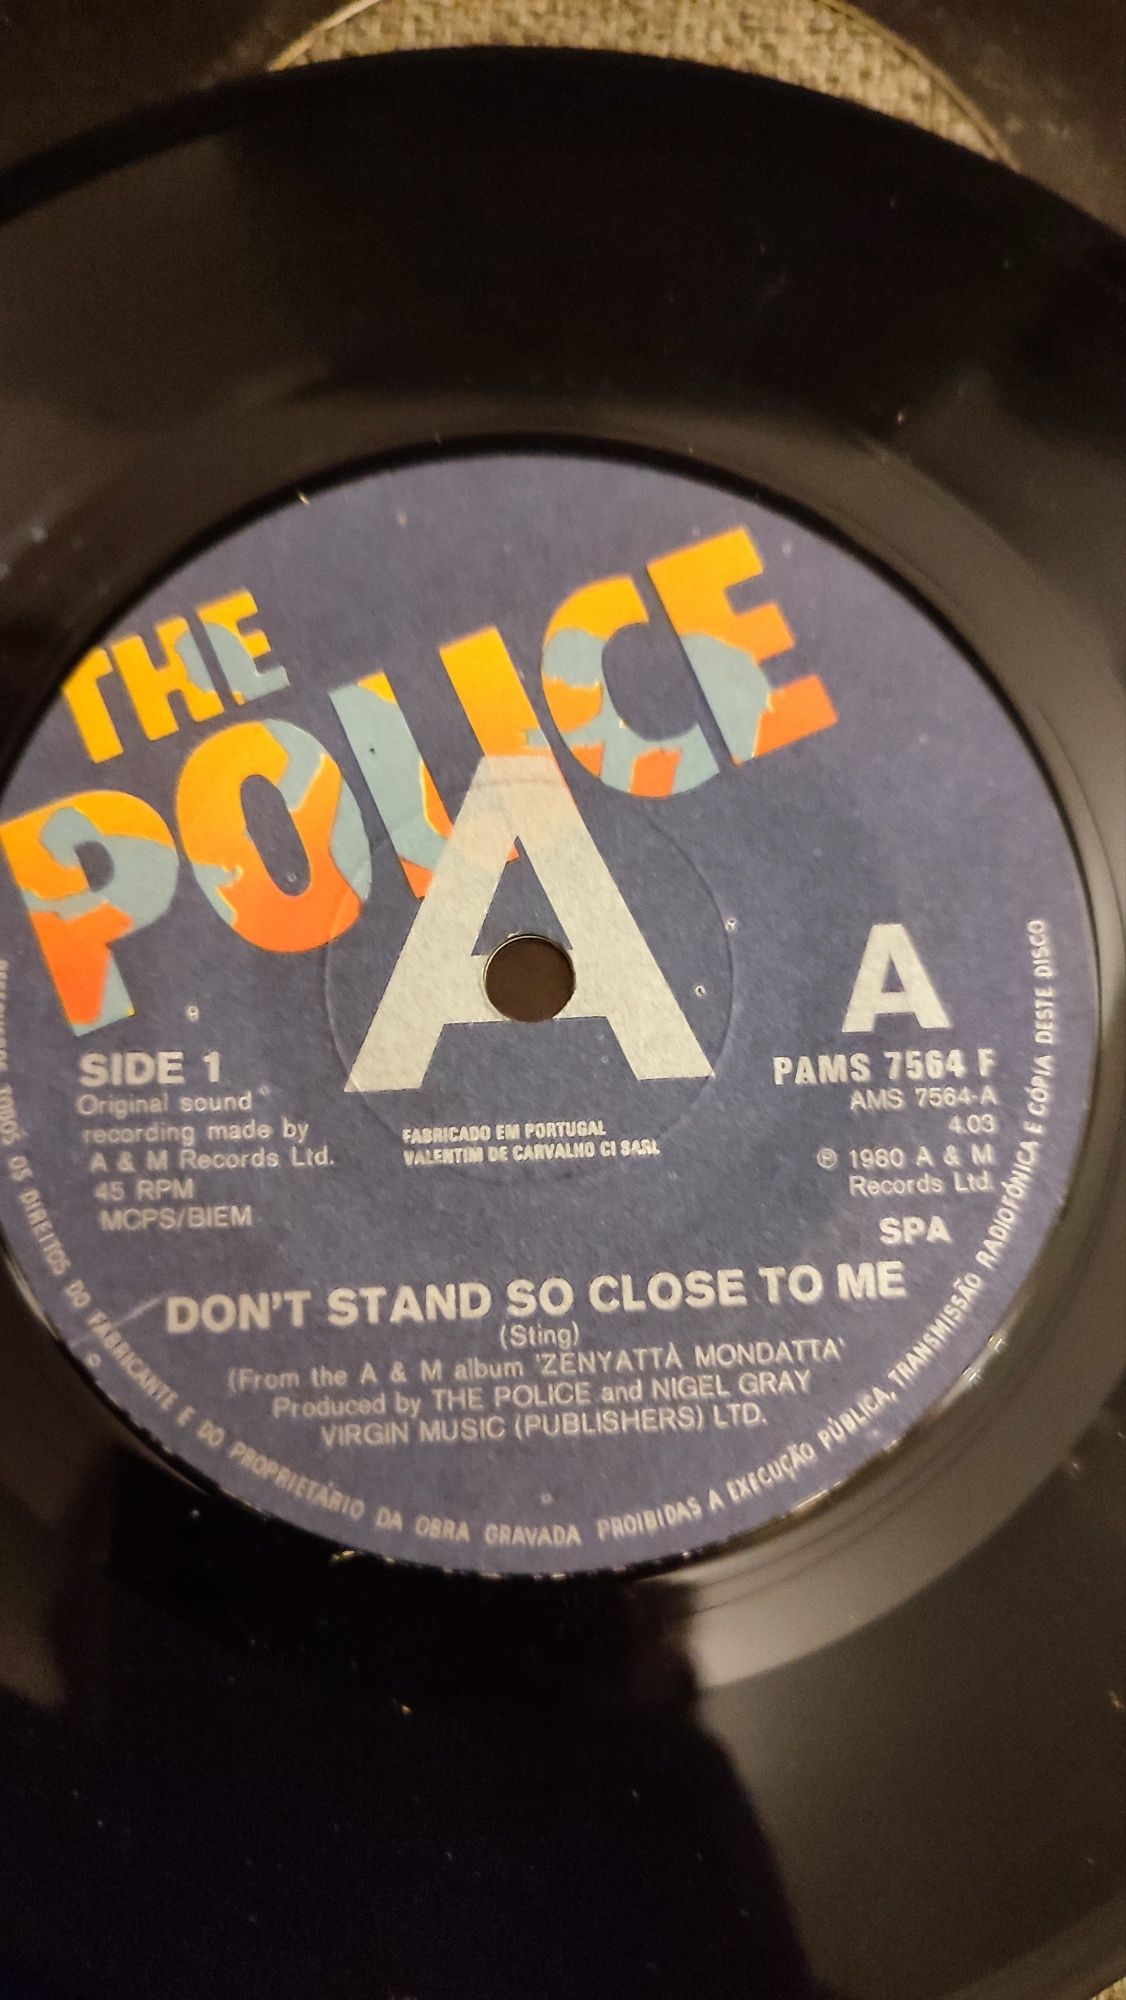 THE
POLICE
A
A
SIDE 1
Original sound
recording made by
A & M Records Ltd.
45 RPM
MCPS/BIEM
FABRICADO EM PORTUGAL
VALENTIM DE CARVALHO CI SARL
PAMS 7564 F
AMS 7564-A
4.03
℗ 1980 A & M
Records Ltd.
SPA
DON'T STAND SO CLOSE TO ME
(Sting)
(From the A & M album 'ZENYATTÀ MONDATTA'
Produced by THE POLICE and NIGEL GRAY
VIRGIN MUSIC (PUBLISHERS) LTD.
TODOS OS DIREITOS DO FABRICANTE E DO PROPRIETÁRIO DA OBRA GRAVADA PROIBIDAS A EXECUÇÃO PÚBLICA, TRANSMISSÃO RADIOFÓNICA E CÓPIA DESTE DISCO